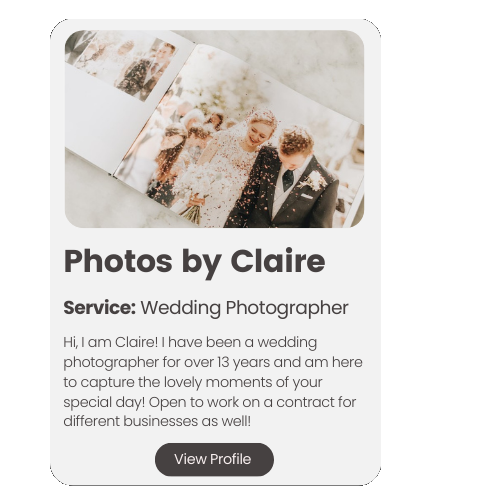 Photos by Claire
Service: Wedding Photographer
Hi, I am Claire! I have been a wedding
photographer for over 13 years and am here
to capture the lovely moments of your
special day! Open to work on a contract for
different businesses as well!
View Profile